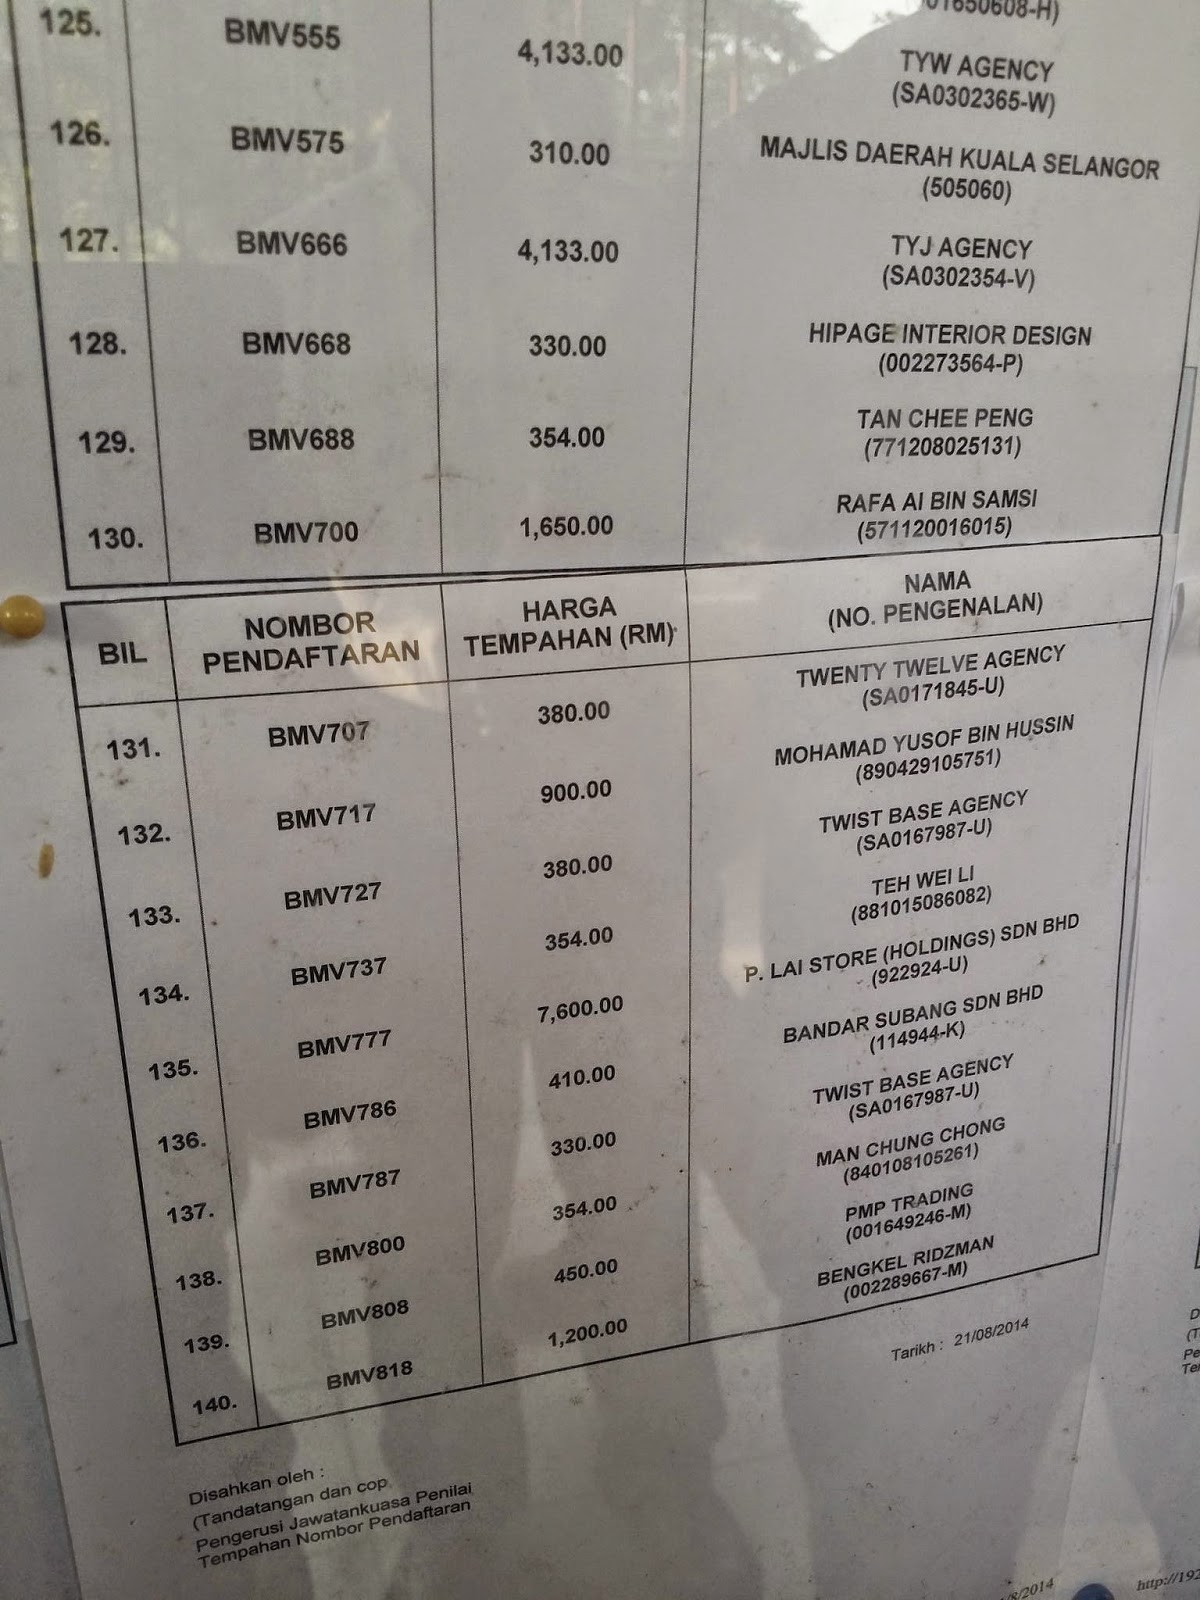 125. BMV555 4,133.00 TYW AGENCY
(SA0302365-W)
126. BMV575 310.00 MAJLIS DAERAH KUALA SELANGOR
(505060)
127. BMV666 4,133.00 TYJ AGENCY
(SA0302354-V)
128. BMV668 330.00 HIPAGE INTERIOR DESIGN
(002273564-P)
129. BMV688 354.00 TAN CHEE PENG
(771208025131)
130. BMV700 1,650.00 RAFA AI BIN SAMSI
(571120016015)
BIL NOMBOR PENDAFTARAN HARGA TEMPAHAN (RM) NAMA
(NO. PENGENALAN)
131. BMV707 380.00 TWENTY TWELVE AGENCY
(SA0171845-U)
132. BMV717 900.00 MOHAMAD YUSOF BIN HUSSIN
(890429105751)
133. BMV727 380.00 TWIST BASE AGENCY
(SA0167987-U)
134. BMV737 354.00 TEH WEI LI
(881015086082)
135. BMV777 7,600.00 P. LAI STORE (HOLDINGS) SDN BHD
(922924-U)
136. BMV786 410.00 BANDAR SUBANG SDN BHD
(114944-K)
137. BMV787 330.00 TWIST BASE AGENCY
(SA0167987-U)
138. BMV800 354.00 MAN CHUNG CHONG
(840108105261)
139. BMV808 450.00 PMP TRADING
(001649246-M)
140. BMV818 1,200.00 BENGKEL RIDZMAN
(002289667-M)
Tarikh : 21/08/2014
Disahkan oleh :
(Tandatangan dan cop
Pengerusi Jawatankuasa Penilai
Tempahan Nombor Pendaftaran
/8/2014
http://192